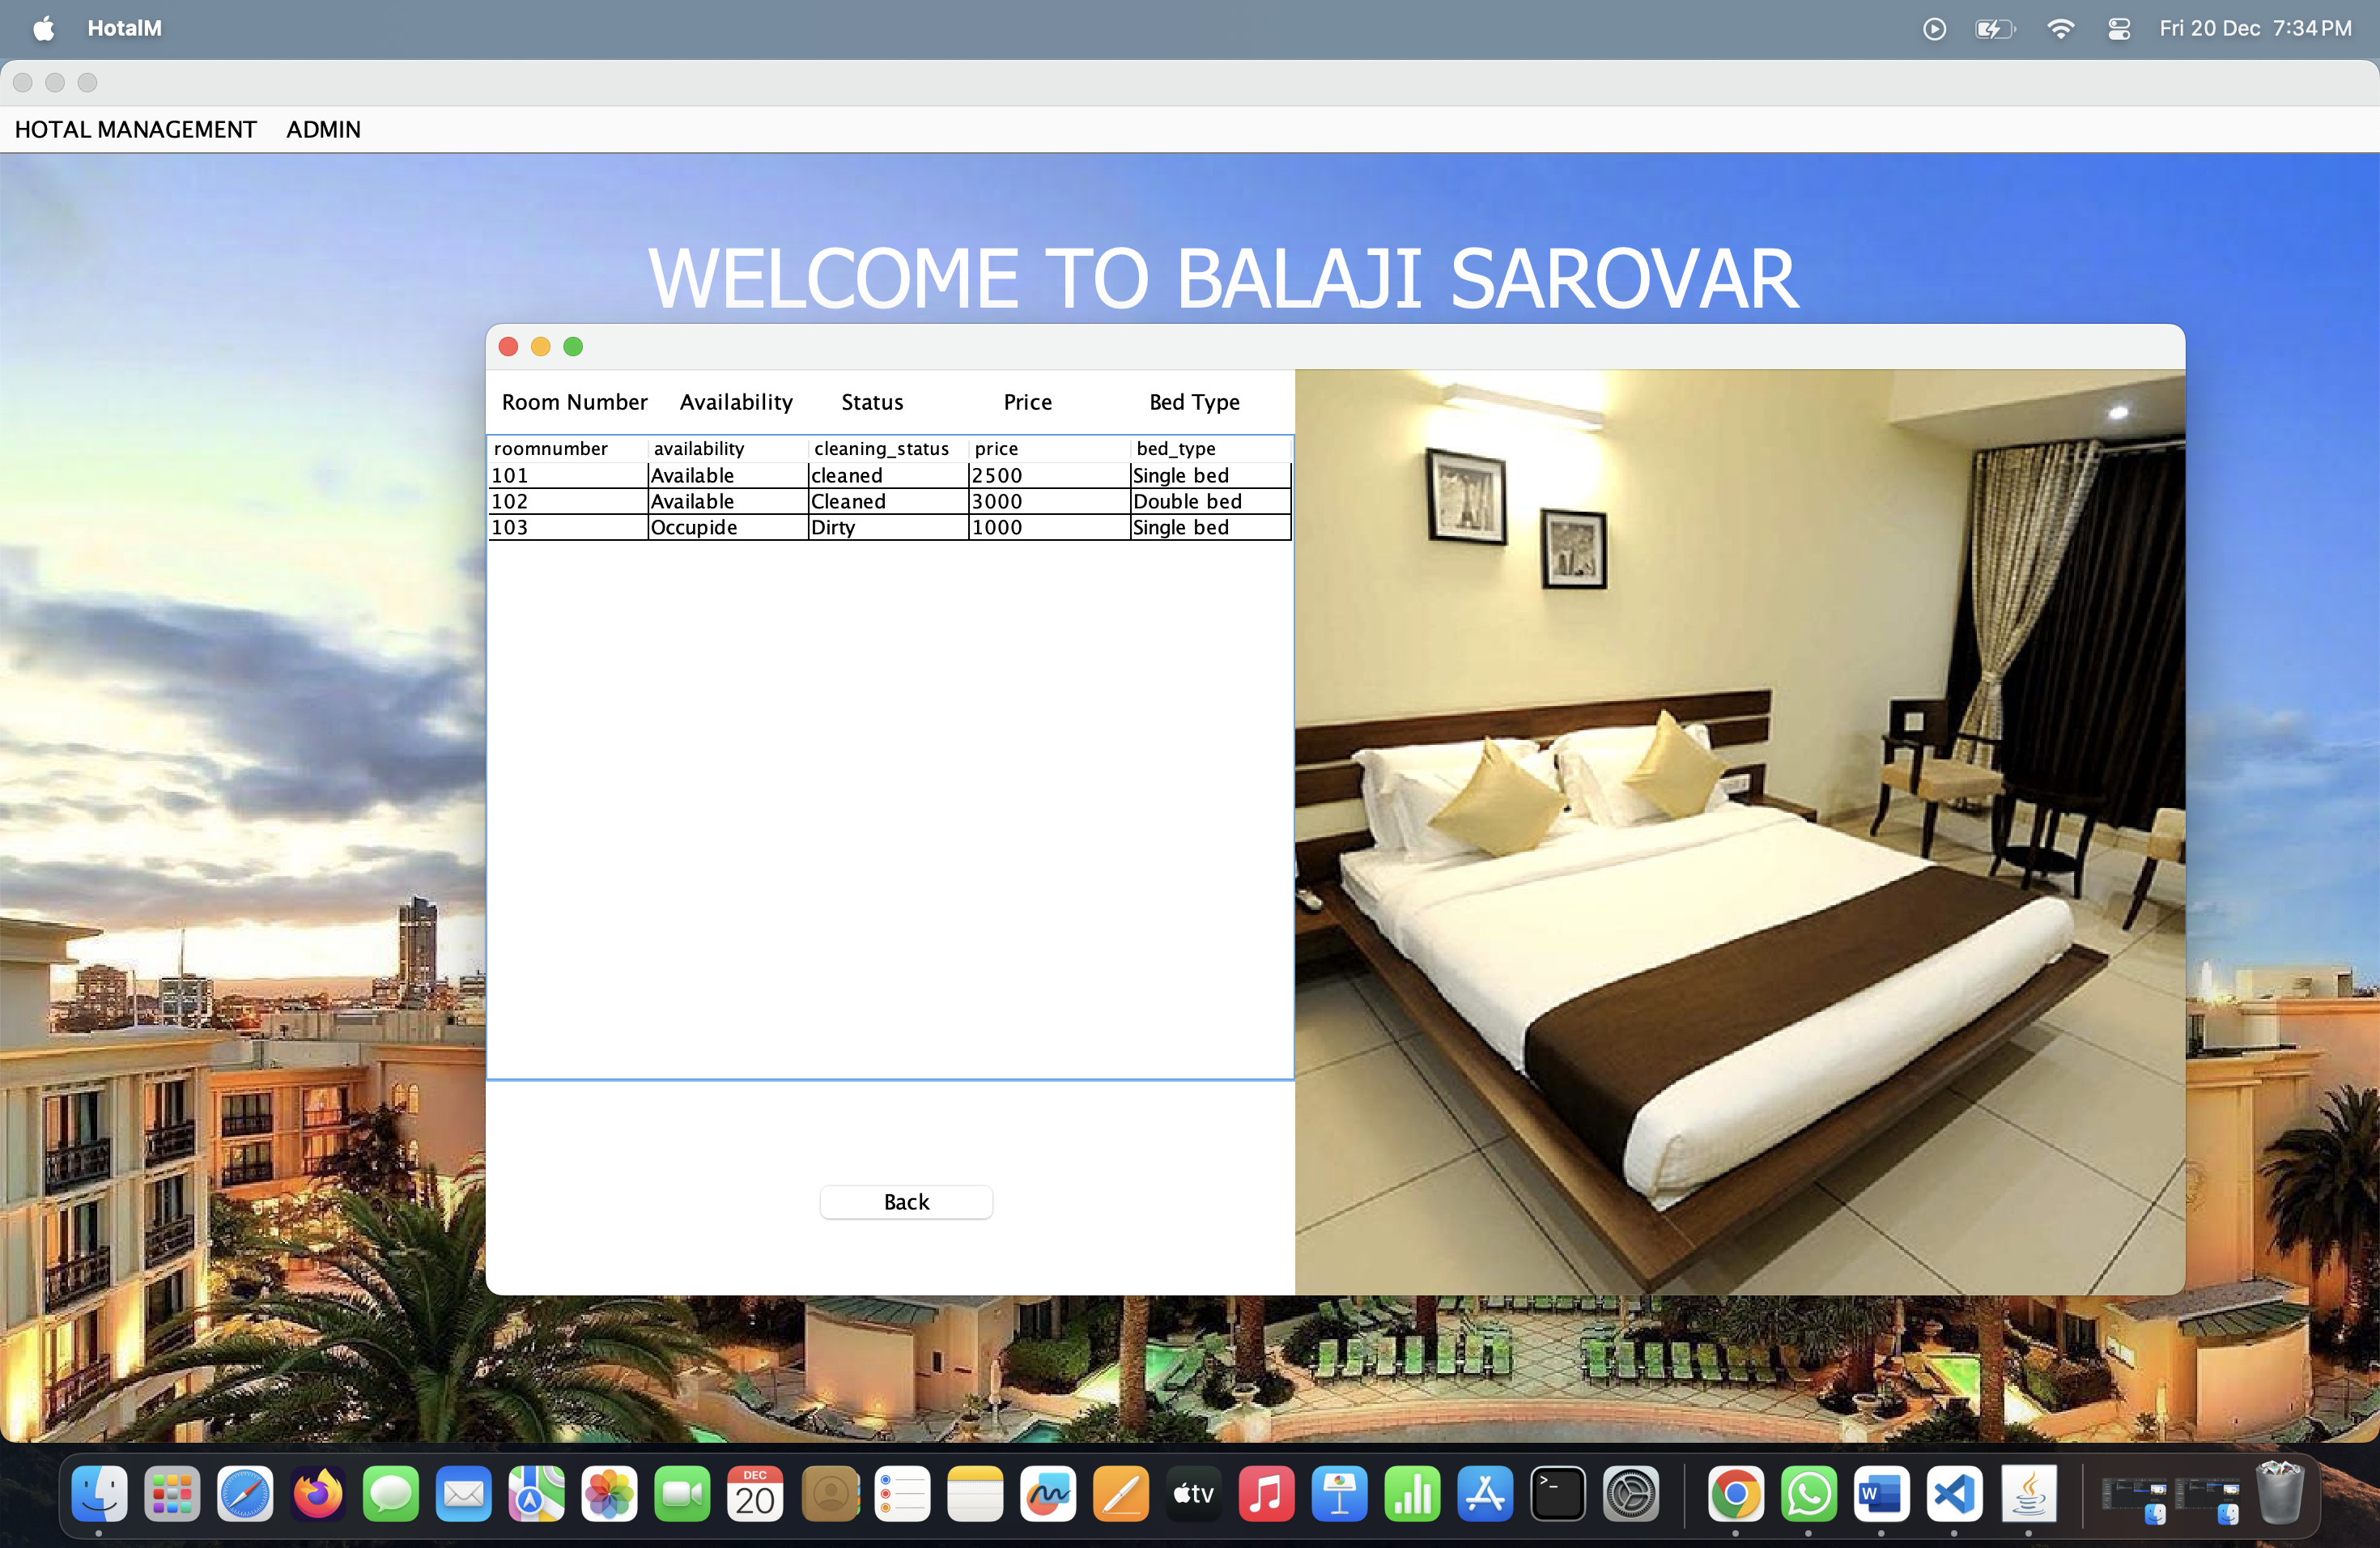 HotalM
Fri 20 Dec 7:34 PM
HOTAL MANAGEMENT ADMIN
WELCOME TO BALAJI SAROVAR
Room Number Availability Status Price Bed Type
roomnumber availability cleaning_status price bed_type
101 Available cleaned 2500 Single bed
102 Available Cleaned 3000 Double bed
103 Occupide Dirty 1000 Single bed
Back
DEC
20
tv
>_
W